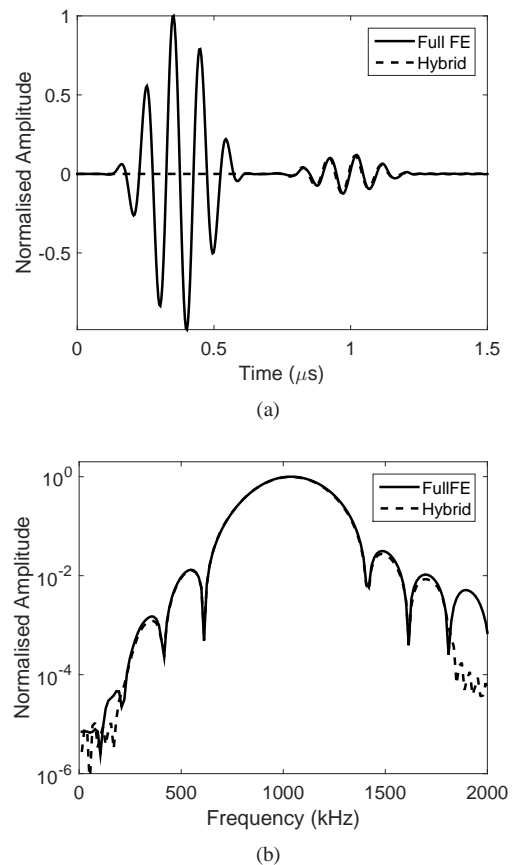 1
0.5
0
-0.5
Normalised Amplitude
Full FE
Hybrid
0
0.5
1
1.5
Time (μs)
(a)
10^0
10^-2
10^-4
10^-6
Normalised Amplitude
FullFE
Hybrid
0
500
1000
1500
2000
Frequency (kHz)
(b)